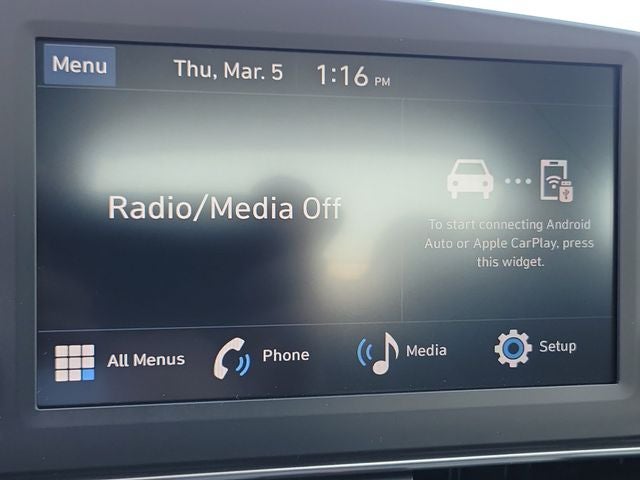 Menu
Thu, Mar. 5
1:16 PM
Radio/Media Off
To start connecting Android
Auto or Apple CarPlay, press
this widget.
All Menus
Phone
Media
Setup